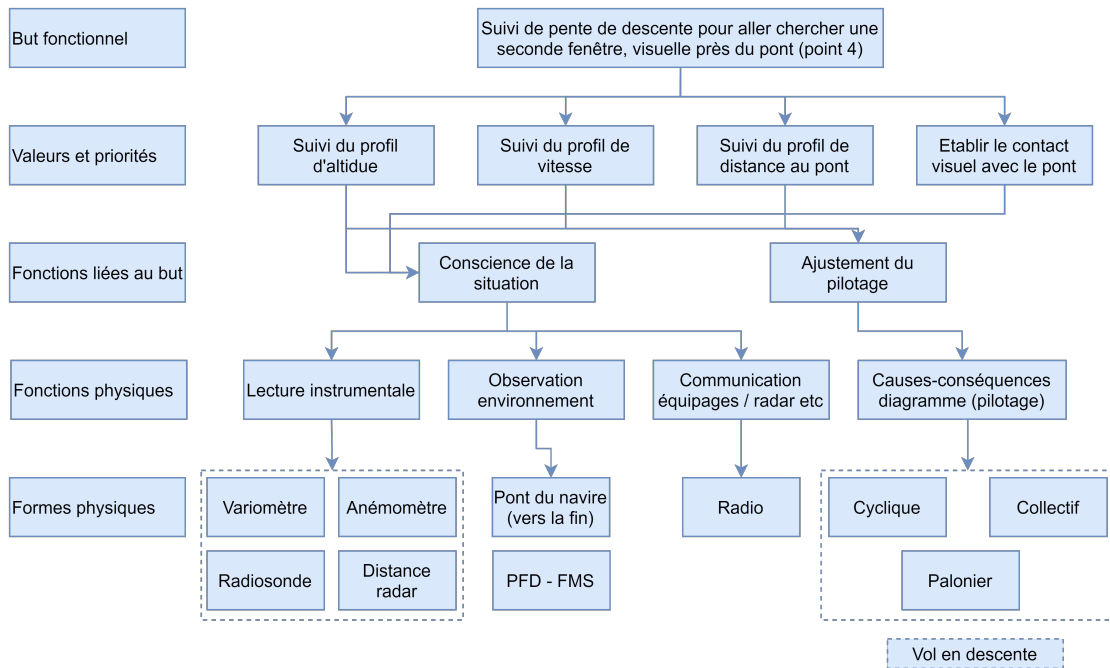 But fonctionnel
Suivi de pente de descente pour aller chercher une
seconde fenêtre, visuelle près du pont (point 4)
Valeurs et priorités
Suivi du profil
d'altidue
Suivi du profil de
vitesse
Suivi du profil de
distance au pont
Etablir le contact
visuel avec le pont
Fonctions liées au but
Conscience de la
situation
Ajustement du
pilotage
Fonctions physiques
Lecture instrumentale
Observation
environnement
Communication
équipages / radar etc
Causes-conséquences
diagramme (pilotage)
Formes physiques
Variomètre
Anémomètre
Pont du navire
(vers la fin)
Radio
Cyclique
Collectif
Radiosonde
Distance
radar
PFD - FMS
Palonier
Vol en descente